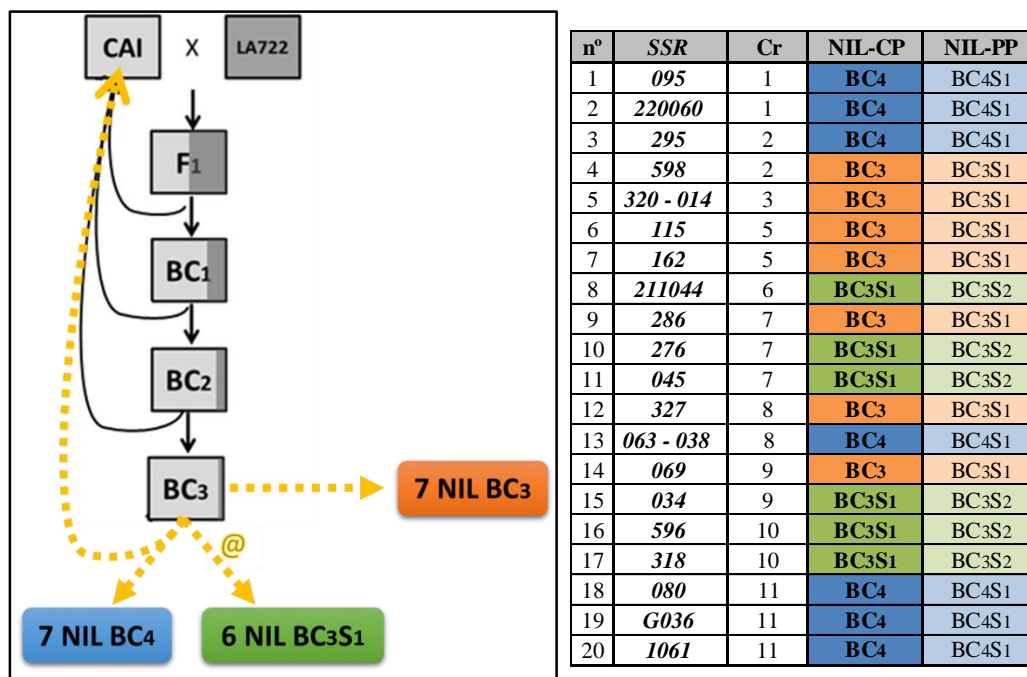 CAI X LA722
F1
BC1
BC2
BC3
7 NIL BC3
@
7 NIL BC4 6 NIL BC3S1
nº SSR Cr NIL-CP NIL-PP
1 095 1 BC4 BC4S1
2 220060 1 BC4 BC4S1
3 295 2 BC4 BC4S1
4 598 2 BC3 BC3S1
5 320 - 014 3 BC3 BC3S1
6 115 5 BC3 BC3S1
7 162 5 BC3 BC3S1
8 211044 6 BC3S1 BC3S2
9 286 7 BC3 BC3S1
10 276 7 BC3S1 BC3S2
11 045 7 BC3S1 BC3S2
12 327 8 BC3 BC3S1
13 063 - 038 8 BC4 BC4S1
14 069 9 BC3 BC3S1
15 034 9 BC3S1 BC3S2
16 596 10 BC3S1 BC3S2
17 318 10 BC3S1 BC3S2
18 080 11 BC4 BC4S1
19 G036 11 BC4 BC4S1
20 1061 11 BC4 BC4S1